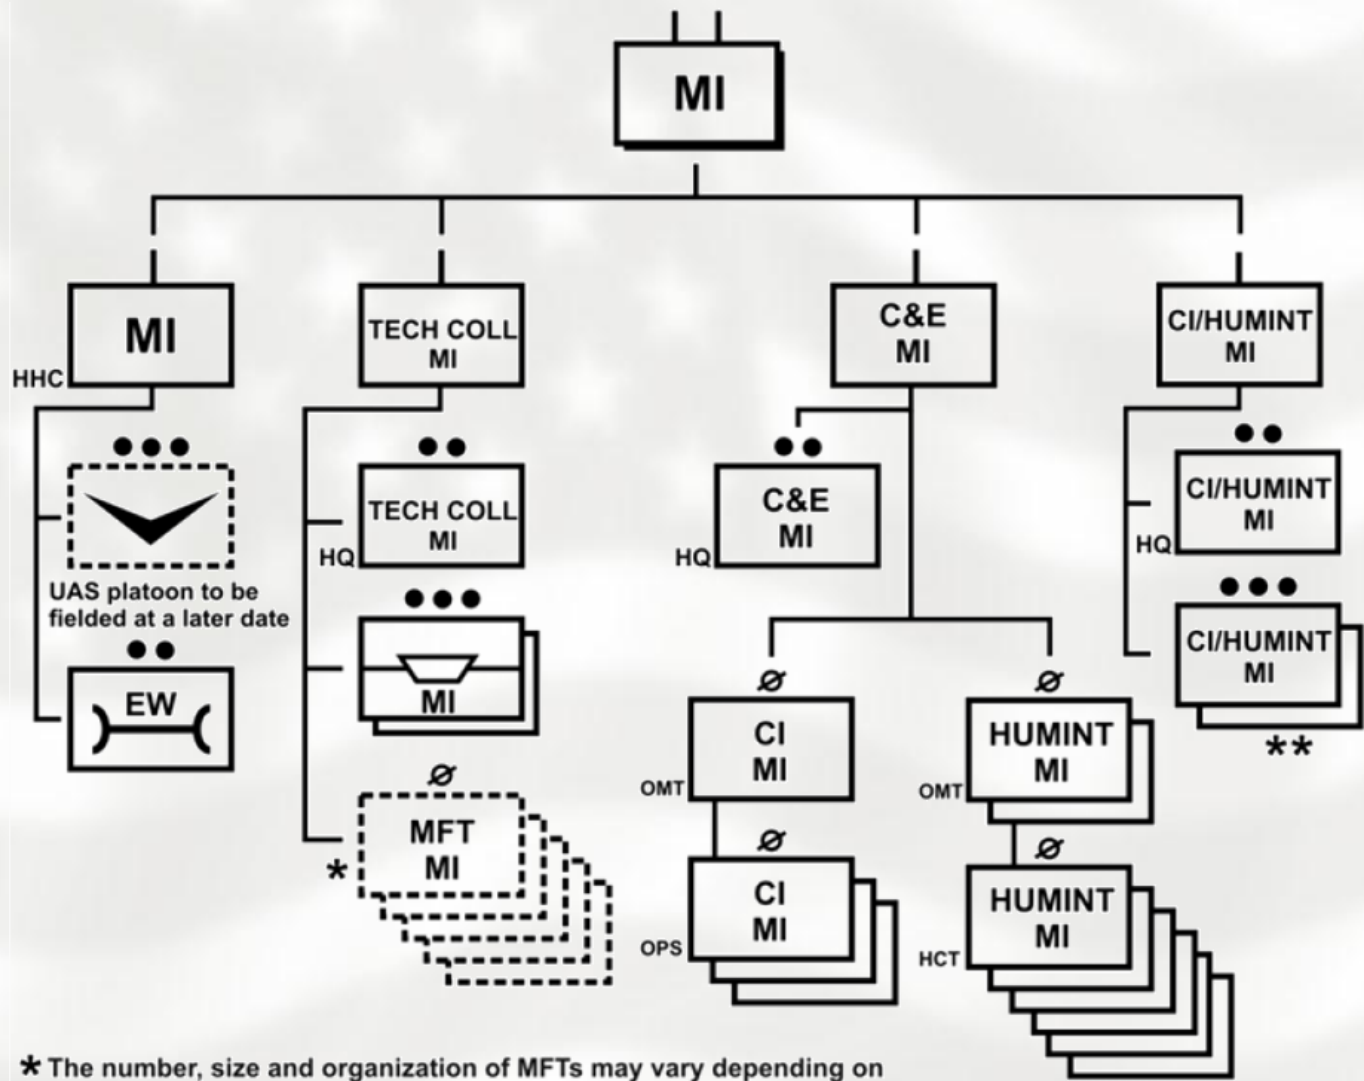 MI
MI
HHC
TECH COLL
MI
C&E
MI
CI/HUMINT
MI
UAS platoon to be
fielded at a later date
EW
TECH COLL
MI
HQ
MI
MFT
MI
*
C&E
MI
HQ
CI
MI
OMT
CI
MI
OPS
HUMINT
MI
OMT
HUMINT
MI
HCT
CI/HUMINT
MI
HQ
CI/HUMINT
MI
**
* The number, size and organization of MFTs may vary depending on